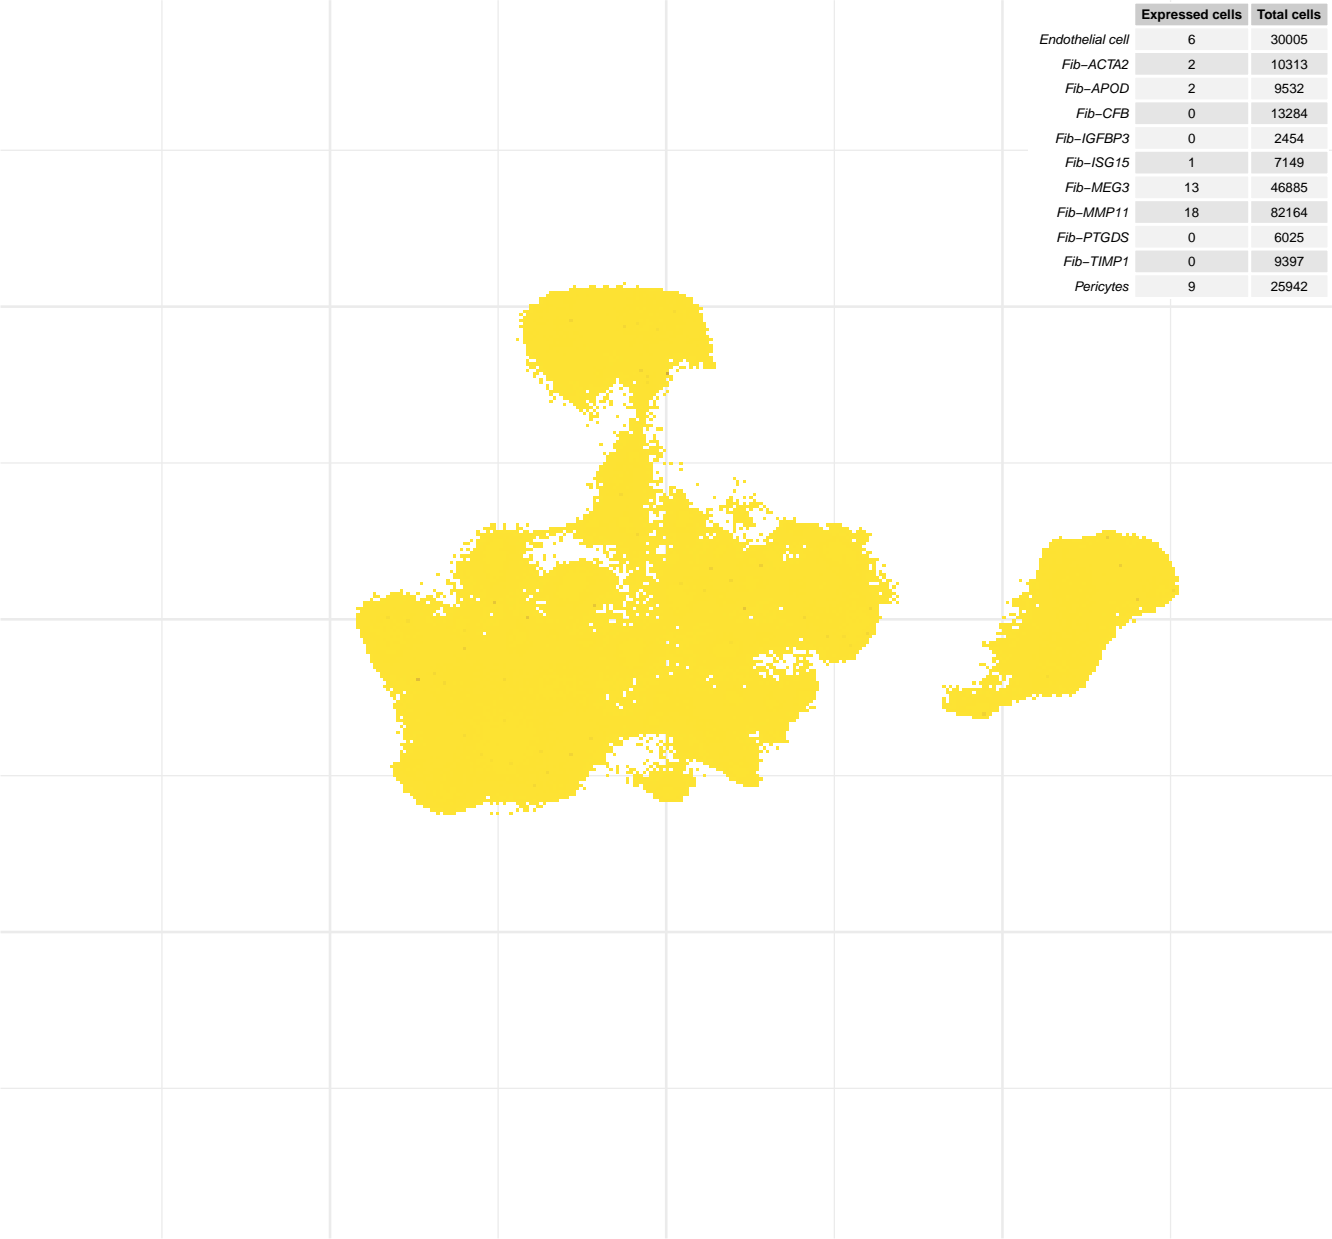 Expressed cells Total cells
Endothelial cell 6 30005
Fib−ACTA2 2 10313
Fib−APOD 2 9532
Fib−CFB 0 13284
Fib−IGFBP3 0 2454
Fib−ISG15 1 7149
Fib−MEG3 13 46885
Fib−MMP11 18 82164
Fib−PTGDS 0 6025
Fib−TIMP1 0 9397
Pericytes 9 25942